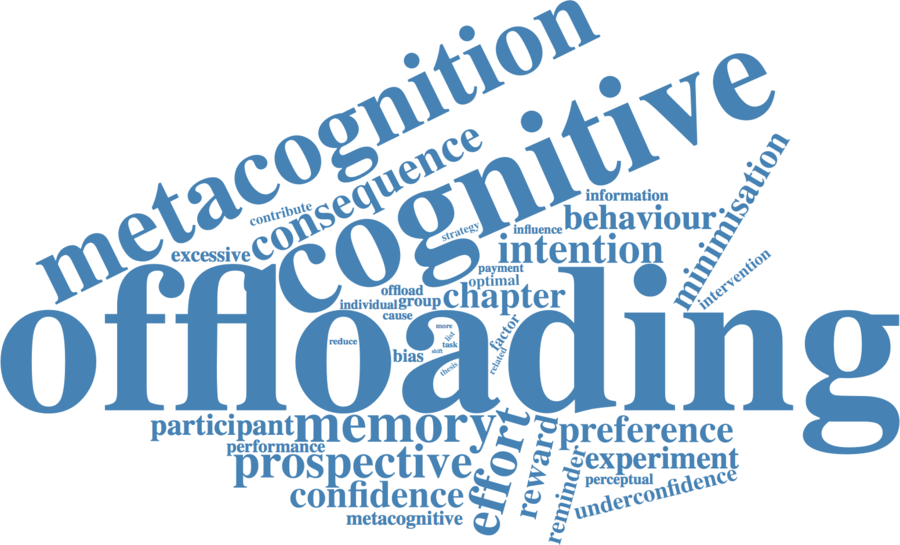 metacognition
cognitive
contribute
consequence
excessive
information
behaviour
influence
strategy
intention
minimisation
intervention
payment
optimal
offload
individual
group
chapter
cause
offloading
reduce
bias
more
list
task
shift
thesis
factor
related
participant
memory
performance
prospective
confidence
metacognitive
effort
reward
reminder
preference
experiment
perceptual
underconfidence